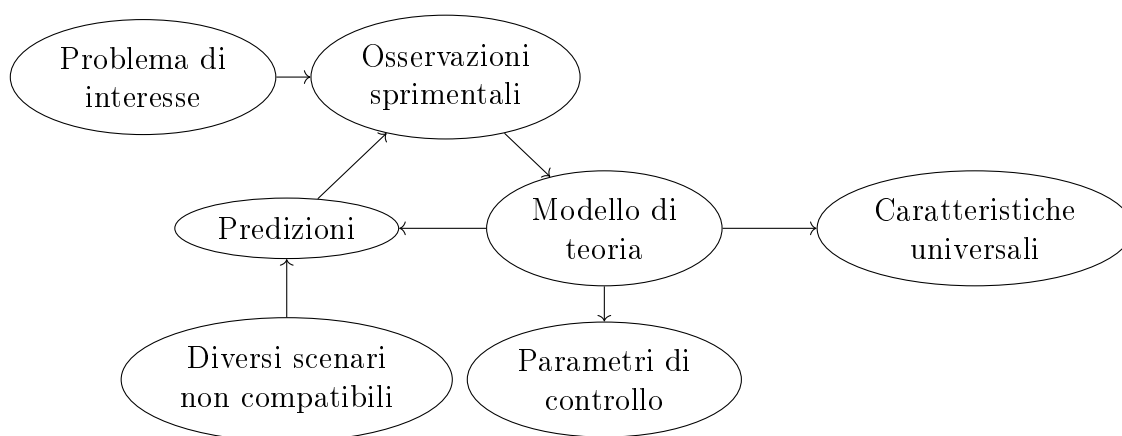 Problema di
interesse
Osservazioni
sprimentali
Predizioni
Modello di
teoria
Caratteristiche
universali
Diversi scenari
non compatibili
Parametri di
controllo